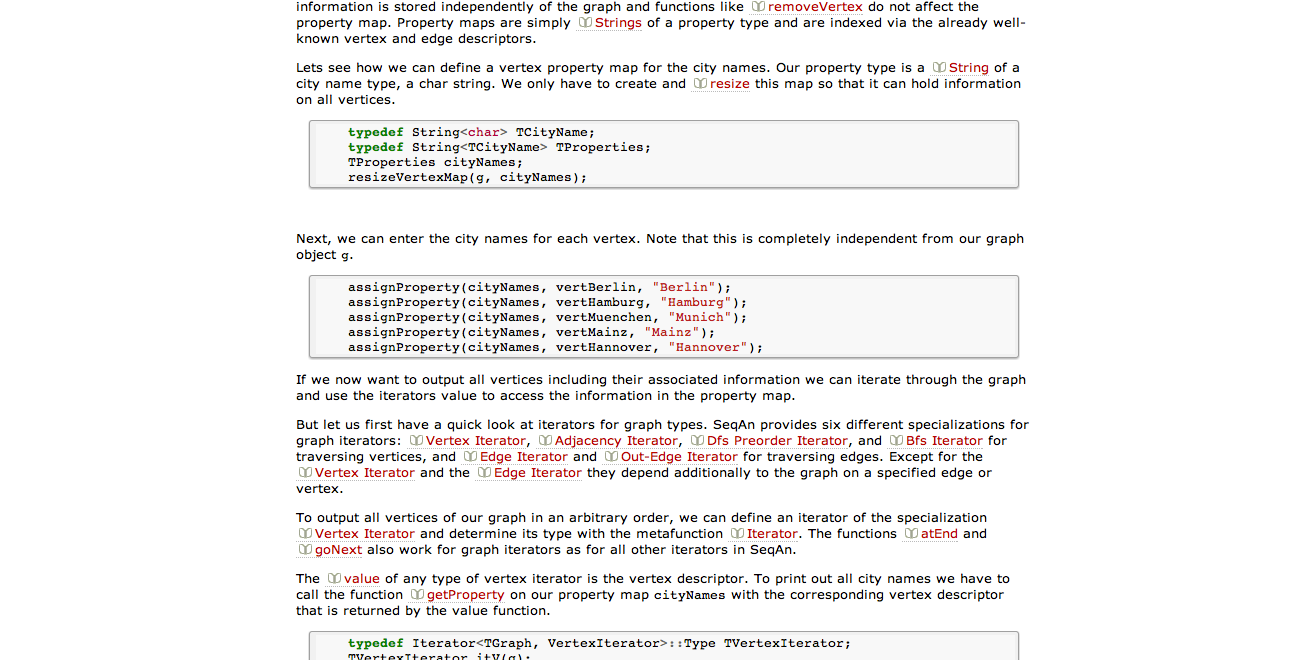 information is stored independently of the graph and functions like removeVertex do not affect the
property map. Property maps are simply Strings of a property type and are indexed via the already well-
known vertex and edge descriptors.
Lets see how we can define a vertex property map for the city names. Our property type is a String of a
city name type, a char string. We only have to create and resize this map so that it can hold information
on all vertices.
typedef String<char> TCityName;
typedef String<TCityName> TProperties;
TProperties cityNames;
resizeVertexMap(g, cityNames);
Next, we can enter the city names for each vertex. Note that this is completely independent from our graph
object g.
assignProperty(cityNames, vertBerlin, "Berlin");
assignProperty(cityNames, vertHamburg, "Hamburg");
assignProperty(cityNames, vertMuenchen, "Munich");
assignProperty(cityNames, vertMainz, "Mainz");
assignProperty(cityNames, vertHannover, "Hannover");
If we now want to output all vertices including their associated information we can iterate through the graph
and use the iterators value to access the information in the property map.
But let us first have a quick look at iterators for graph types. SeqAn provides six different specializations for
graph iterators: Vertex Iterator, Adjacency Iterator, Dfs Preorder Iterator, and Bfs Iterator for
traversing vertices, and Edge Iterator and Out-Edge Iterator for traversing edges. Except for the
Vertex Iterator and the Edge Iterator they depend additionally to the graph on a specified edge or
vertex.
To output all vertices of our graph in an arbitrary order, we can define an iterator of the specialization
Vertex Iterator and determine its type with the metafunction Iterator. The functions atEnd and
goNext also work for graph iterators as for all other iterators in SeqAn.
The value of any type of vertex iterator is the vertex descriptor. To print out all city names we have to
call the function getProperty on our property map cityNames with the corresponding vertex descriptor
that is returned by the value function.
typedef Iterator<TGraph, VertexIterator>::Type TVertexIterator;
TVertexIterator itV(g);